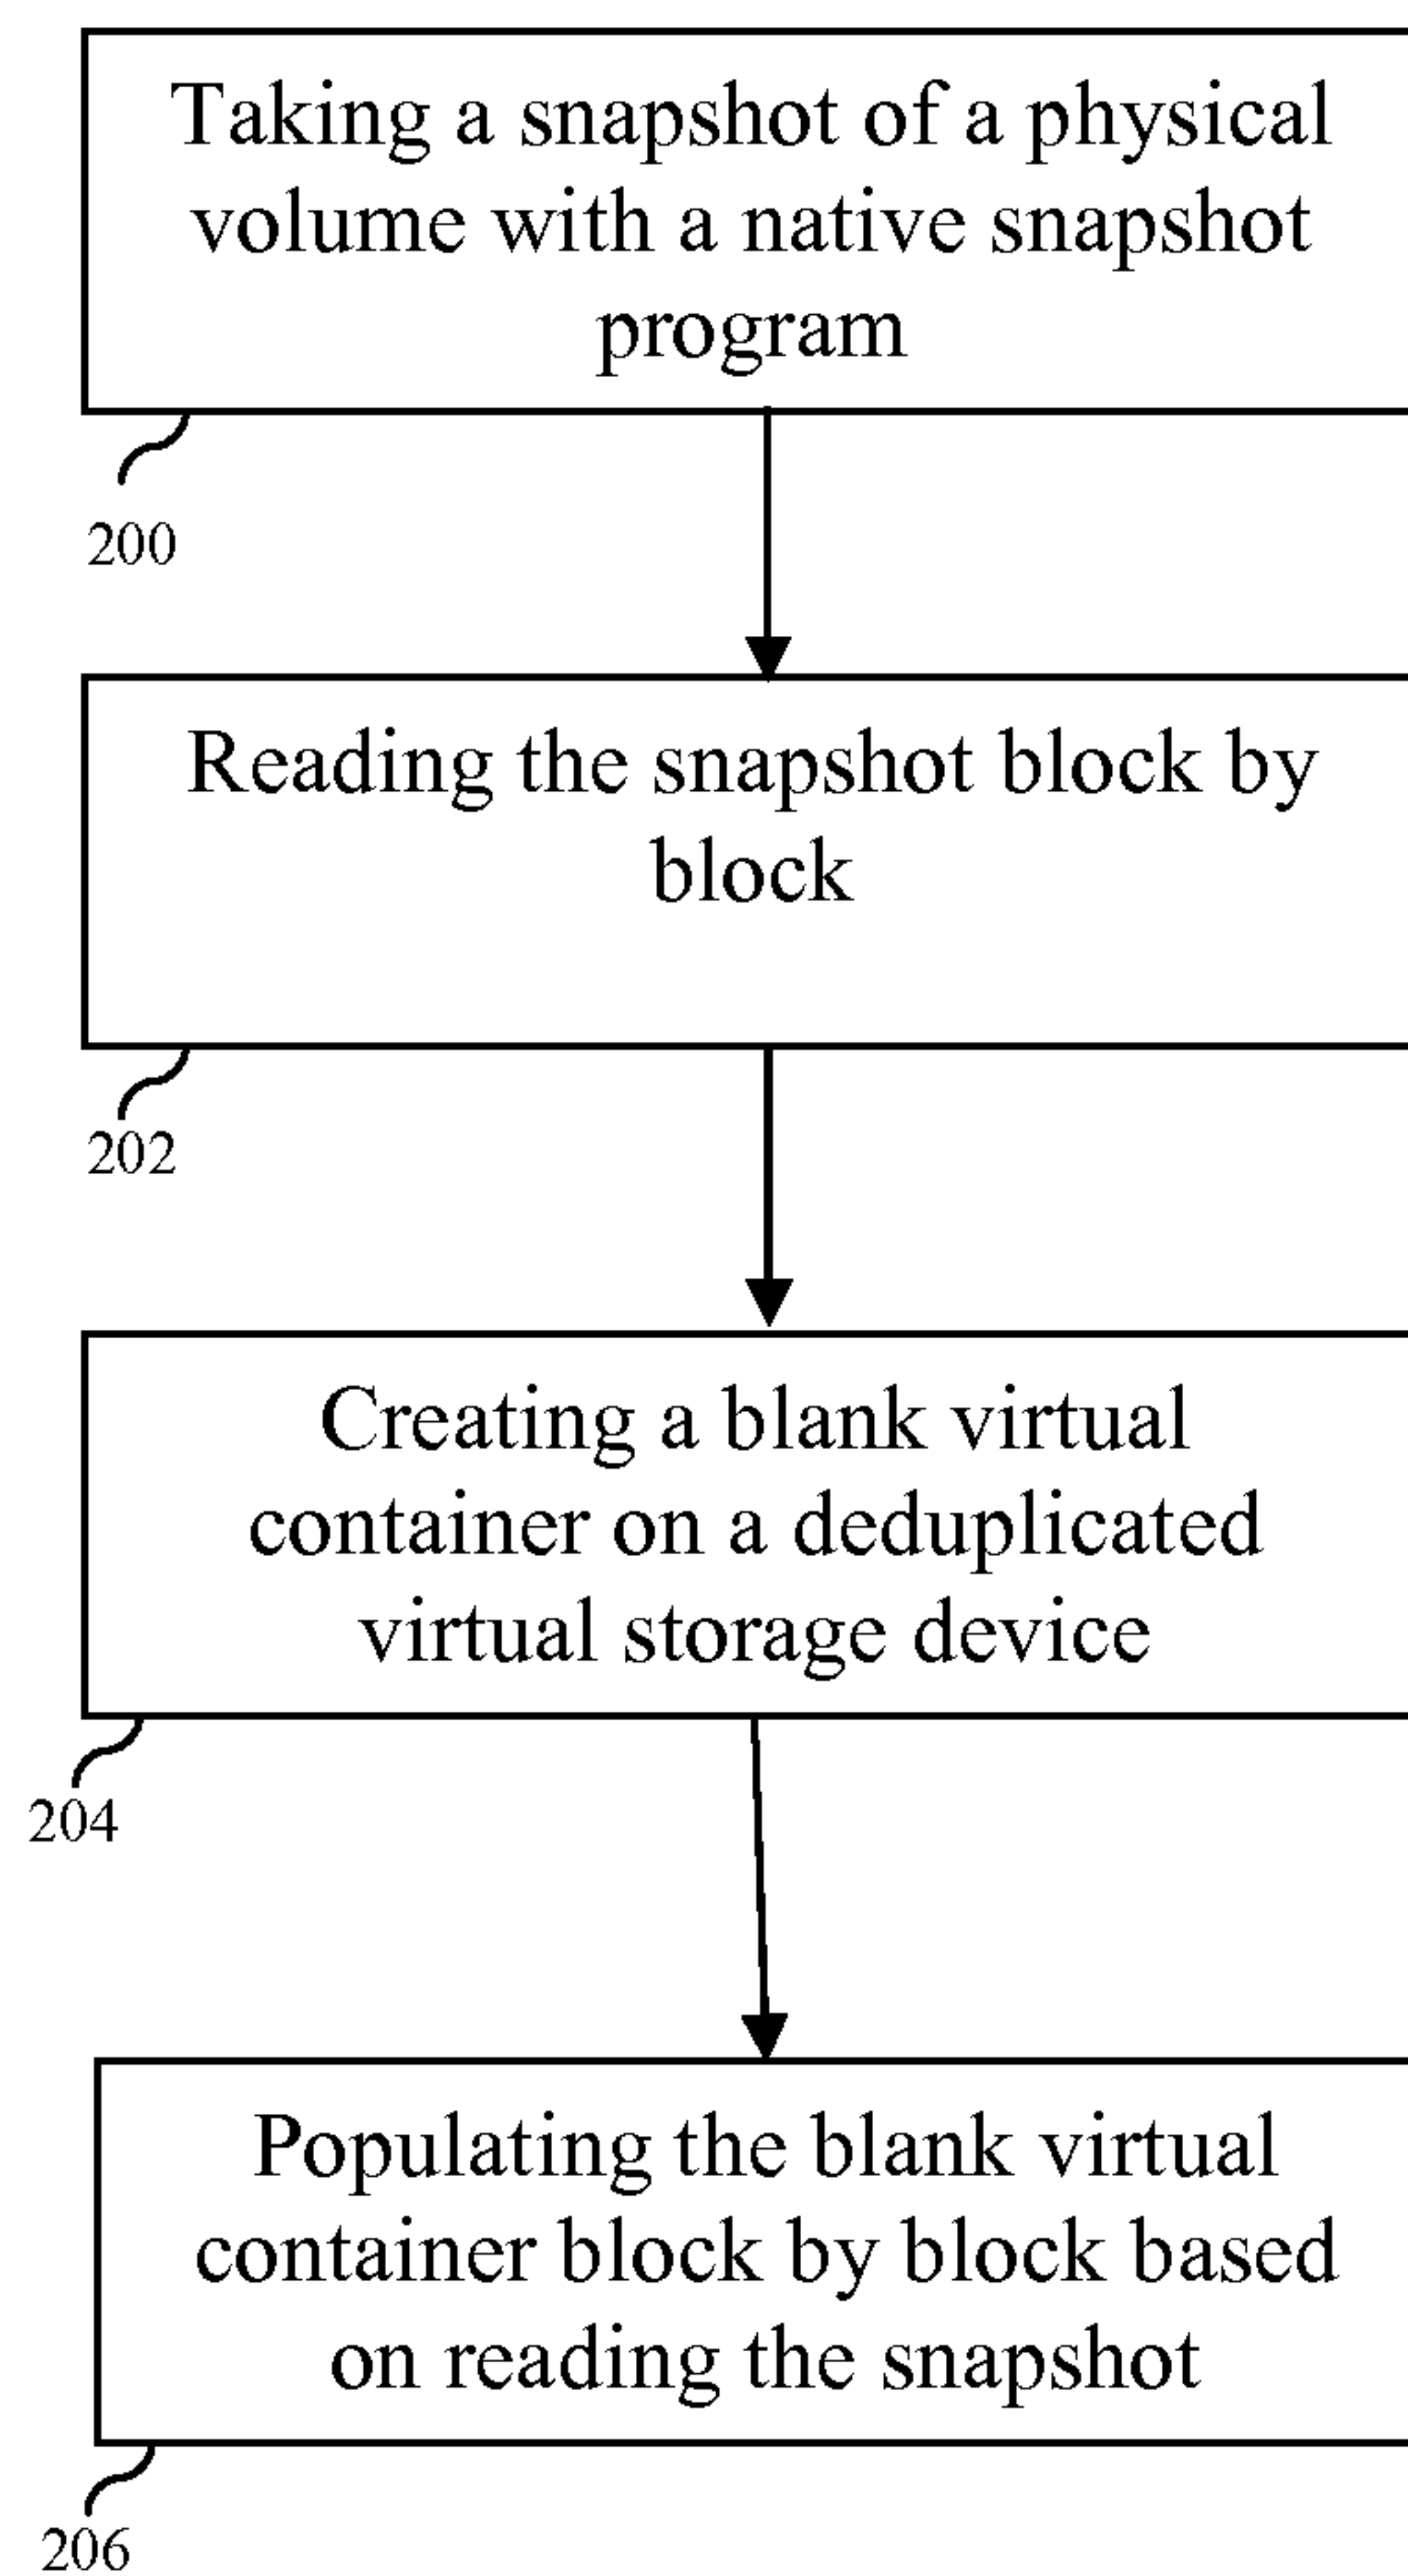 Taking a snapshot of a physical
volume with a native snapshot
program
200
Reading the snapshot block by
block
202
Creating a blank virtual
container on a deduplicated
virtual storage device
204
Populating the blank virtual
container block by block based
on reading the snapshot
206